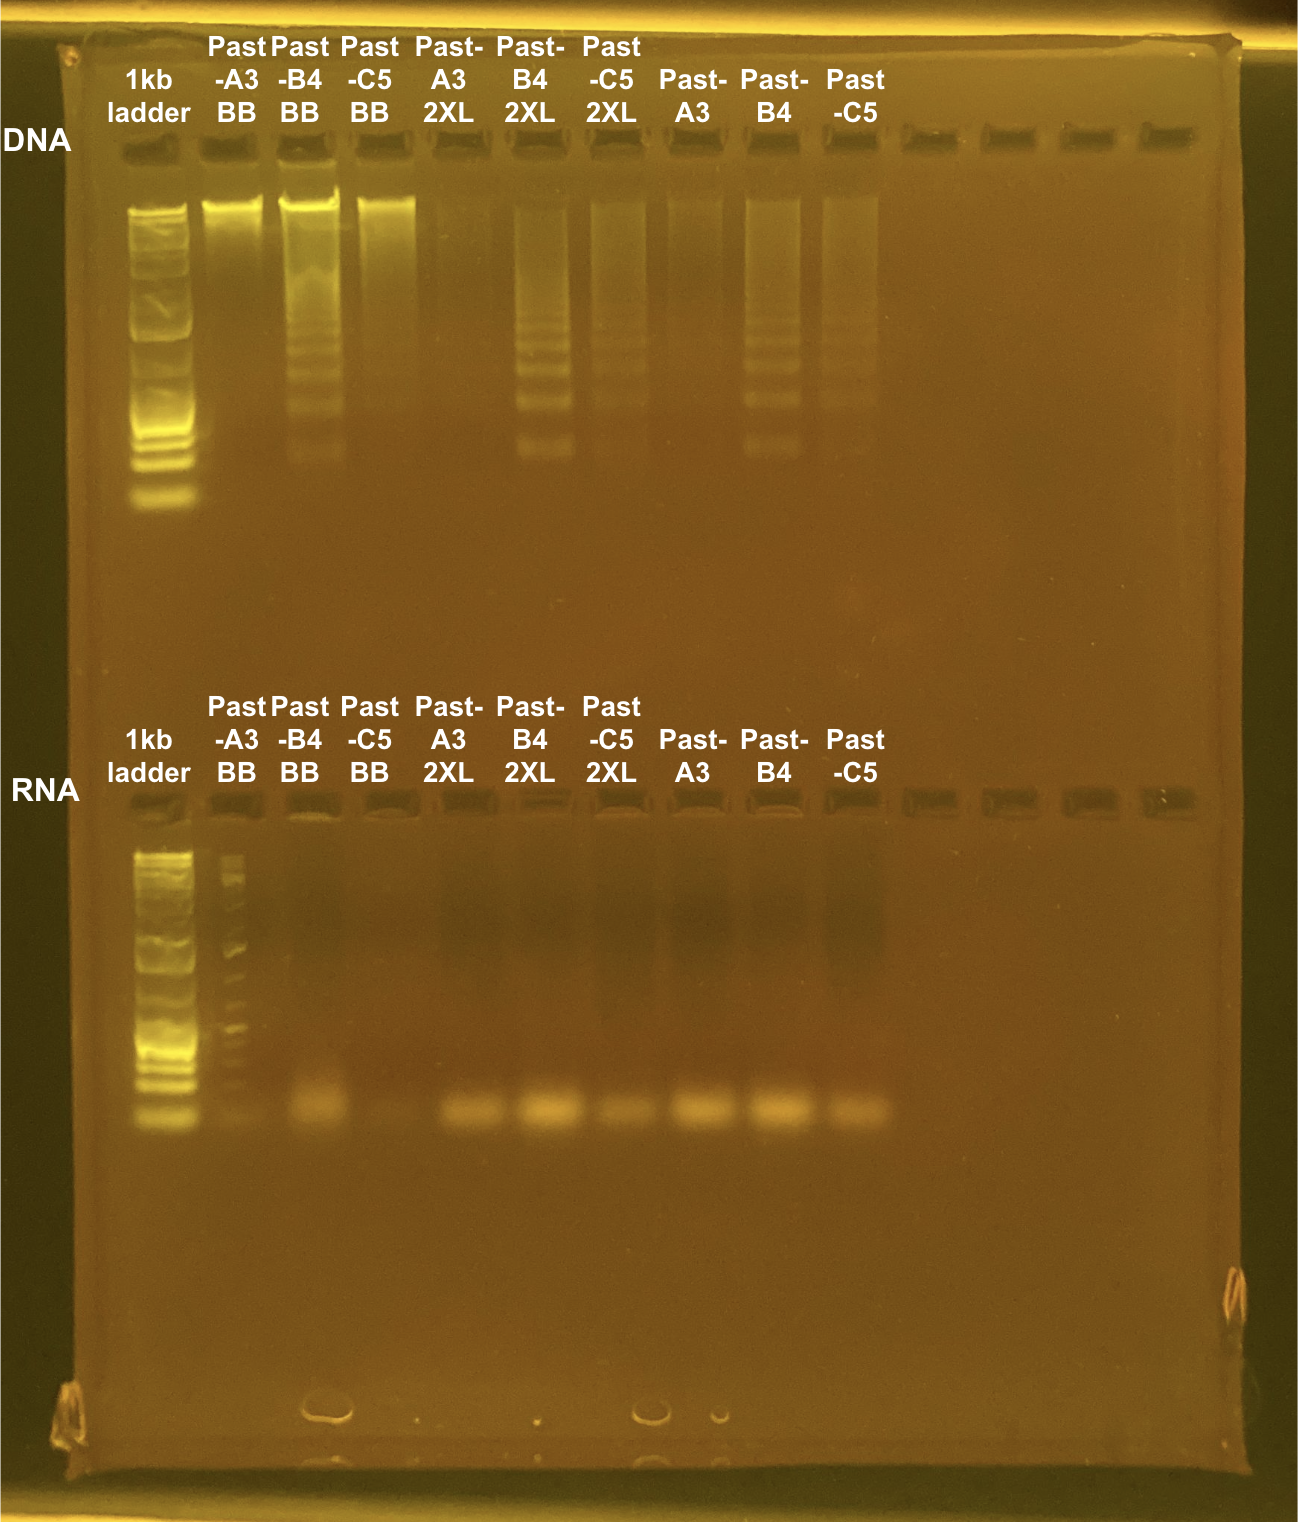 Past Past Past Past- Past- Past
1kb -A3 -B4 -C5 A3 B4 -C5 Past- Past- Past
ladder BB BB BB 2XL 2XL 2XL A3 B4 -C5
DNA
Past Past Past Past- Past- Past
1kb -A3 -B4 -C5 A3 B4 -C5 Past- Past- Past
ladder BB BB BB 2XL 2XL 2XL A3 B4 -C5
RNA